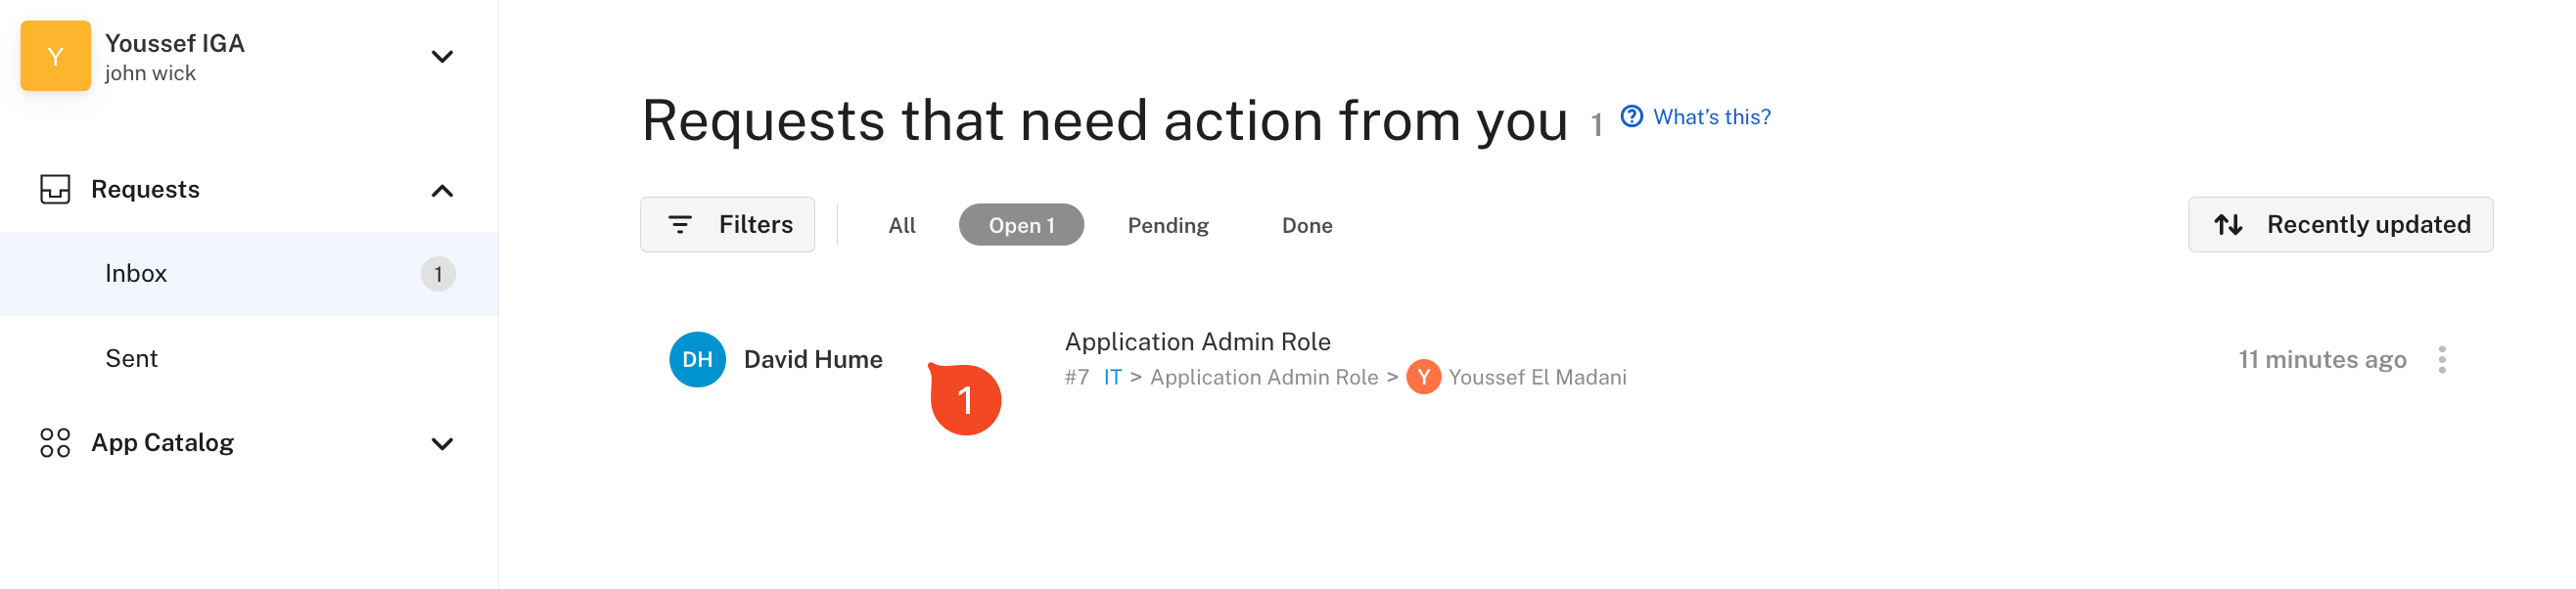 Y
Youssef IGA
john wick
Requests
Inbox 1
Sent
App Catalog
Requests that need action from you 1 What's this?
Filters All Open 1 Pending Done Recently updated
DH David Hume
1
Application Admin Role
#7 IT > Application Admin Role > Y Youssef El Madani
11 minutes ago